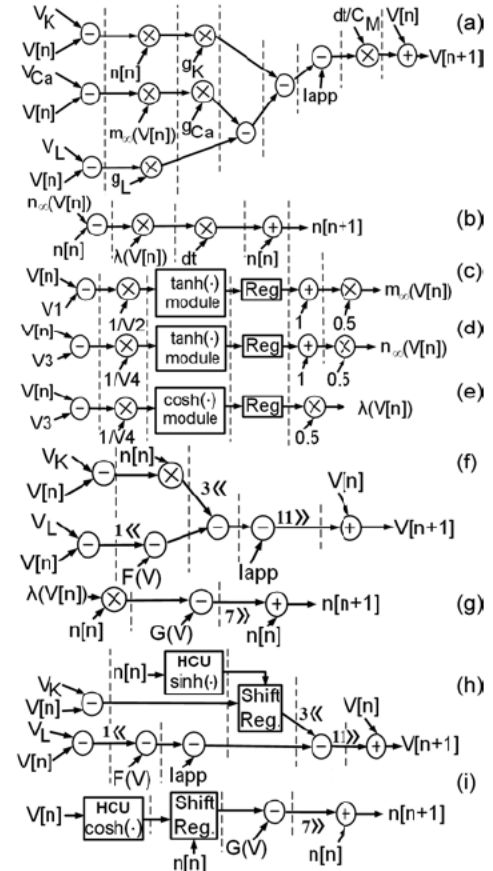 V_K
V[n]
n[n]
g_K
(a)
V_Ca
V[n]
m_∞(V[n])
g_Ca
V_L
V[n]
g_L
Iapp
dt/C_M
V[n]
V[n+1]
n_∞(V[n])
n[n]
λ(V[n])
dt
n[n]
n[n+1]
(b)
V[n]
V1
1/V2
tanh(·)
module
Reg
1
0.5
m_∞(V[n])
(c)
V[n]
V3
1/V4
tanh(·)
module
Reg
1
0.5
n_∞(V[n])
(d)
V[n]
V3
1/V4
cosh(·)
module
Reg
0.5
λ(V[n])
(e)
V_K
V[n]
n[n]
3≪
(f)
V_L
V[n]
1≪
F(V)
Iapp
11≫
V[n]
V[n+1]
λ(V[n])
n[n]
G(V)
7≫
n[n]
n[n+1]
(g)
n[n]
HCU
sinh(·)
V_K
V[n]
Shift
Reg.
3≪
(h)
V_L
V[n]
1≪
F(V)
Iapp
11≫
V[n]
V[n+1]
V[n]
HCU
cosh(·)
Shift
Reg.
n[n]
G(V)
7≫
n[n]
n[n+1]
(i)